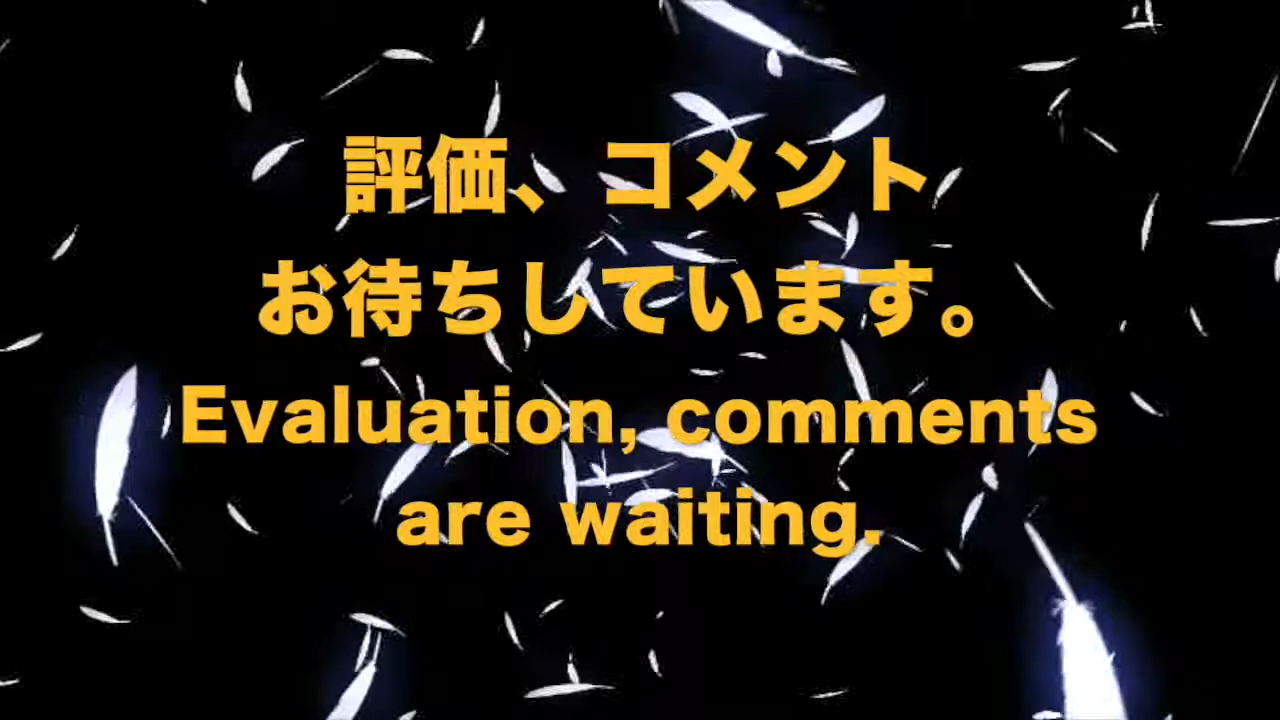 評価、コメント
お待ちしています。
Evaluation, comments
are waiting.